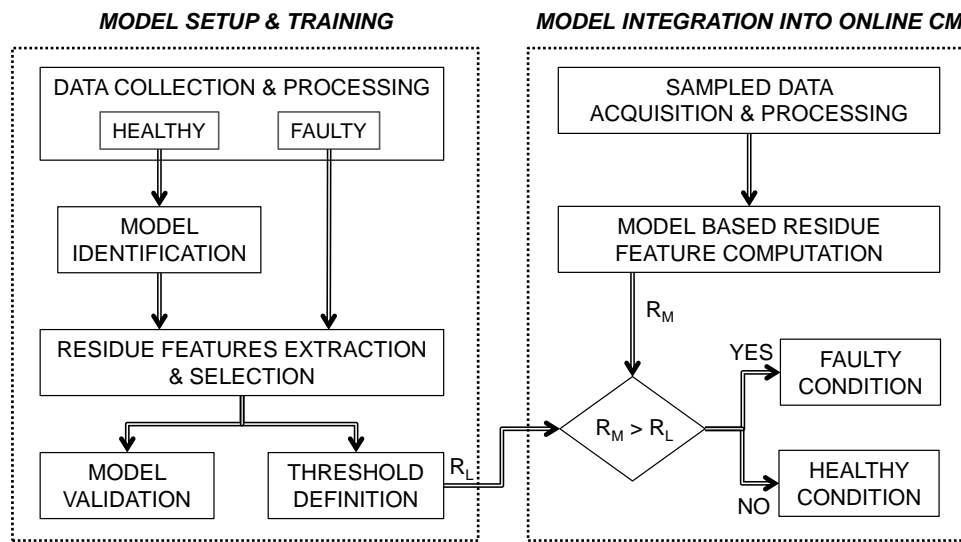 MODEL SETUP & TRAINING
DATA COLLECTION & PROCESSING
HEALTHY
FAULTY
MODEL
IDENTIFICATION
RESIDUE FEATURES EXTRACTION
& SELECTION
MODEL
VALIDATION
THRESHOLD
DEFINITION
R_L
MODEL INTEGRATION INTO ONLINE CM
SAMPLED DATA
ACQUISITION & PROCESSING
MODEL BASED RESIDUE
FEATURE COMPUTATION
R_M
R_M > R_L
YES
FAULTY
CONDITION
NO
HEALTHY
CONDITION